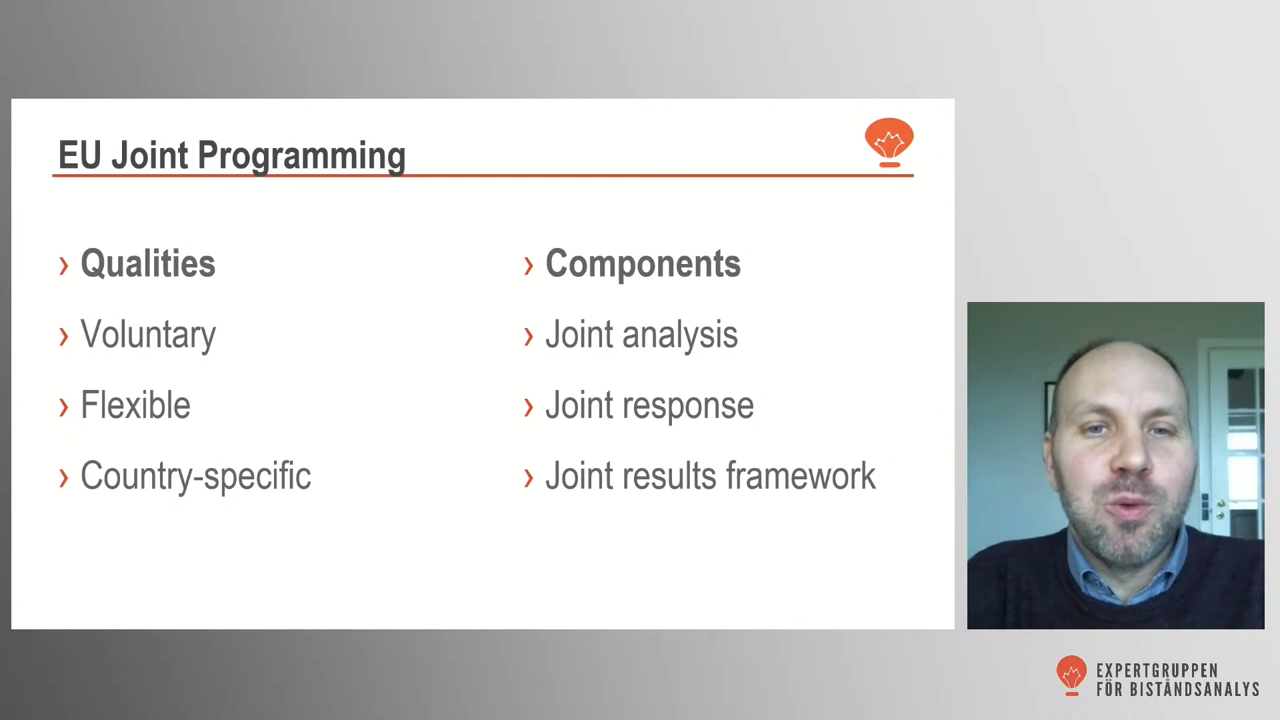 EU Joint Programming
› Qualities
› Voluntary
› Flexible
› Country-specific
› Components
› Joint analysis
› Joint response
› Joint results framework
EXPERTGRUPPEN
FÖR BISTÅNDSANALYS